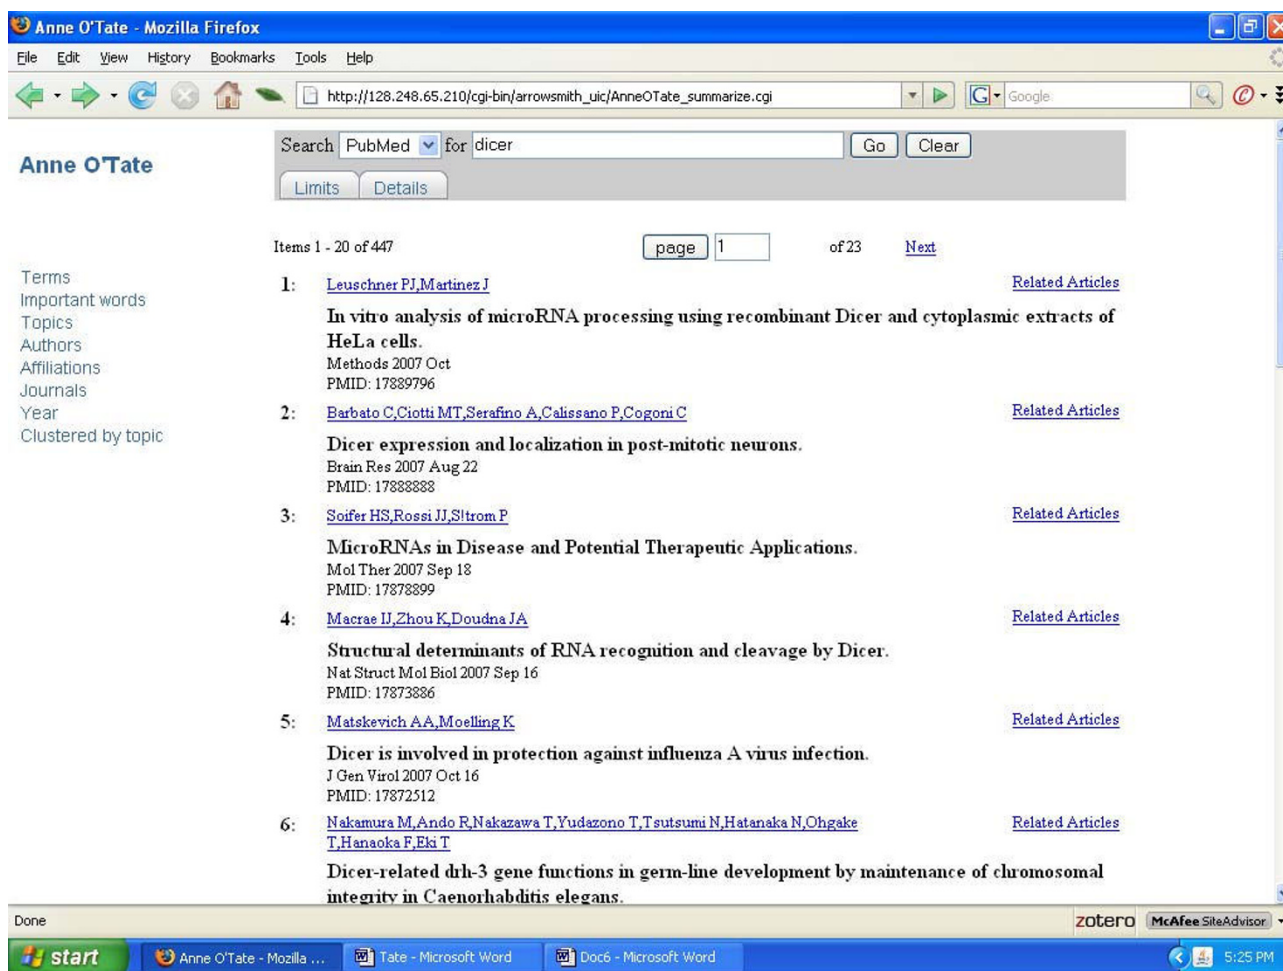 Anne O'Tate - Mozilla Firefox
File Edit View History Bookmarks Tools Help
http://128.248.65.210/cgi-bin/arrowsmith_uic/AnneOTate_summarize.cgi
Google
Anne O'Tate
Search PubMed for dicer Go Clear
Limits Details
Items 1 - 20 of 447 page 1 of 23 Next
Terms
Important words
Topics
Authors
Affiliations
Journals
Year
Clustered by topic
1: Leuschner PJ,Martinez J Related Articles
In vitro analysis of microRNA processing using recombinant Dicer and cytoplasmic extracts of
HeLa cells.
Methods 2007 Oct
PMID: 17889796
2: Barbato C,Ciotti MT,Serafino A,Calissano P,Cogoni C Related Articles
Dicer expression and localization in post-mitotic neurons.
Brain Res 2007 Aug 22
PMID: 17888888
3: Soifer HS,Rossi JJ,S!trom P Related Articles
MicroRNAs in Disease and Potential Therapeutic Applications.
Mol Ther 2007 Sep 18
PMID: 17878899
4: Macrae IJ,Zhou K,Doudna JA Related Articles
Structural determinants of RNA recognition and cleavage by Dicer.
Nat Struct Mol Biol 2007 Sep 16
PMID: 17873886
5: Matskevich AA,Moelling K Related Articles
Dicer is involved in protection against influenza A virus infection.
J Gen Virol 2007 Oct 16
PMID: 17872512
6: Nakamura M,Ando R,Nakazawa T,Yudazono T,Tsutsumi N,Hatanaka N,Ohgake Related Articles
T,Hanaoka F,Eki T
Dicer-related drh-3 gene functions in germ-line development by maintenance of chromosomal
integrity in Caenorhabditis elegans.
Done zotero McAfee SiteAdvisor
start Anne O'Tate - Mozilla ... Tate - Microsoft Word Doc6 - Microsoft Word 5:25 PM